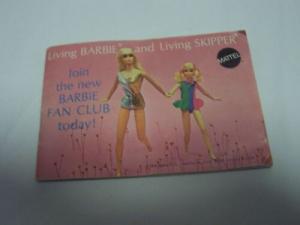 Living BARBIE® and Living SKIPPER®
MATTEL
Join
the new
BARBIE
FAN CLUB
today!